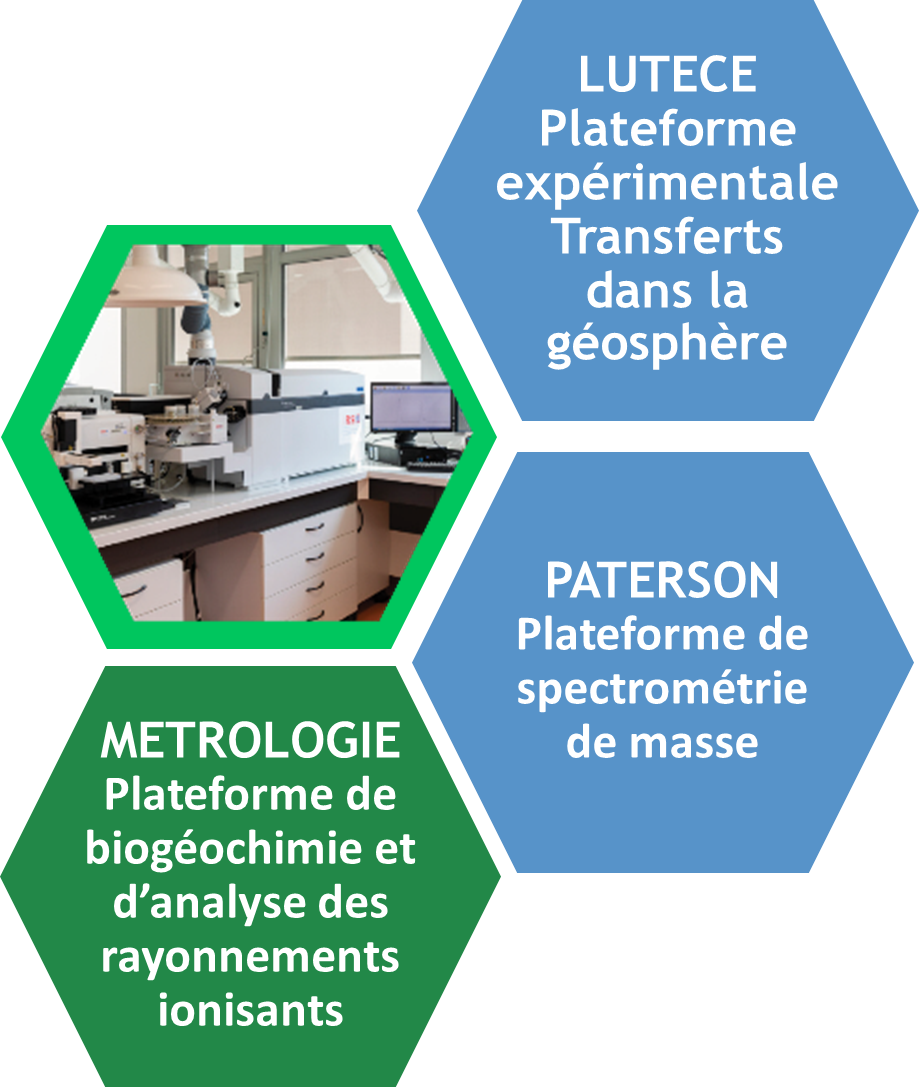 LUTECE
Plateforme
expérimentale
Transferts
dans la
géosphère
PATERSON
Plateforme de
spectrométrie
de masse
METROLOGIE
Plateforme de
biogéochimie et
d’analyse des
rayonnements
ionisants